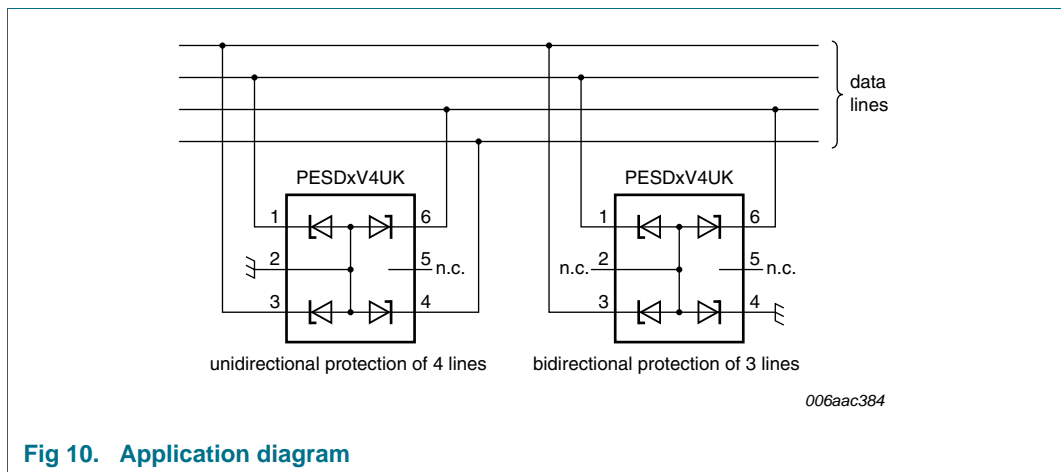 data
lines
PESDxV4UK PESDxV4UK
1 6 1 6
2 5 n.c. n.c. 2 5 n.c.
3 4 3 4
unidirectional protection of 4 lines bidirectional protection of 3 lines
006aac384
Fig 10. Application diagram